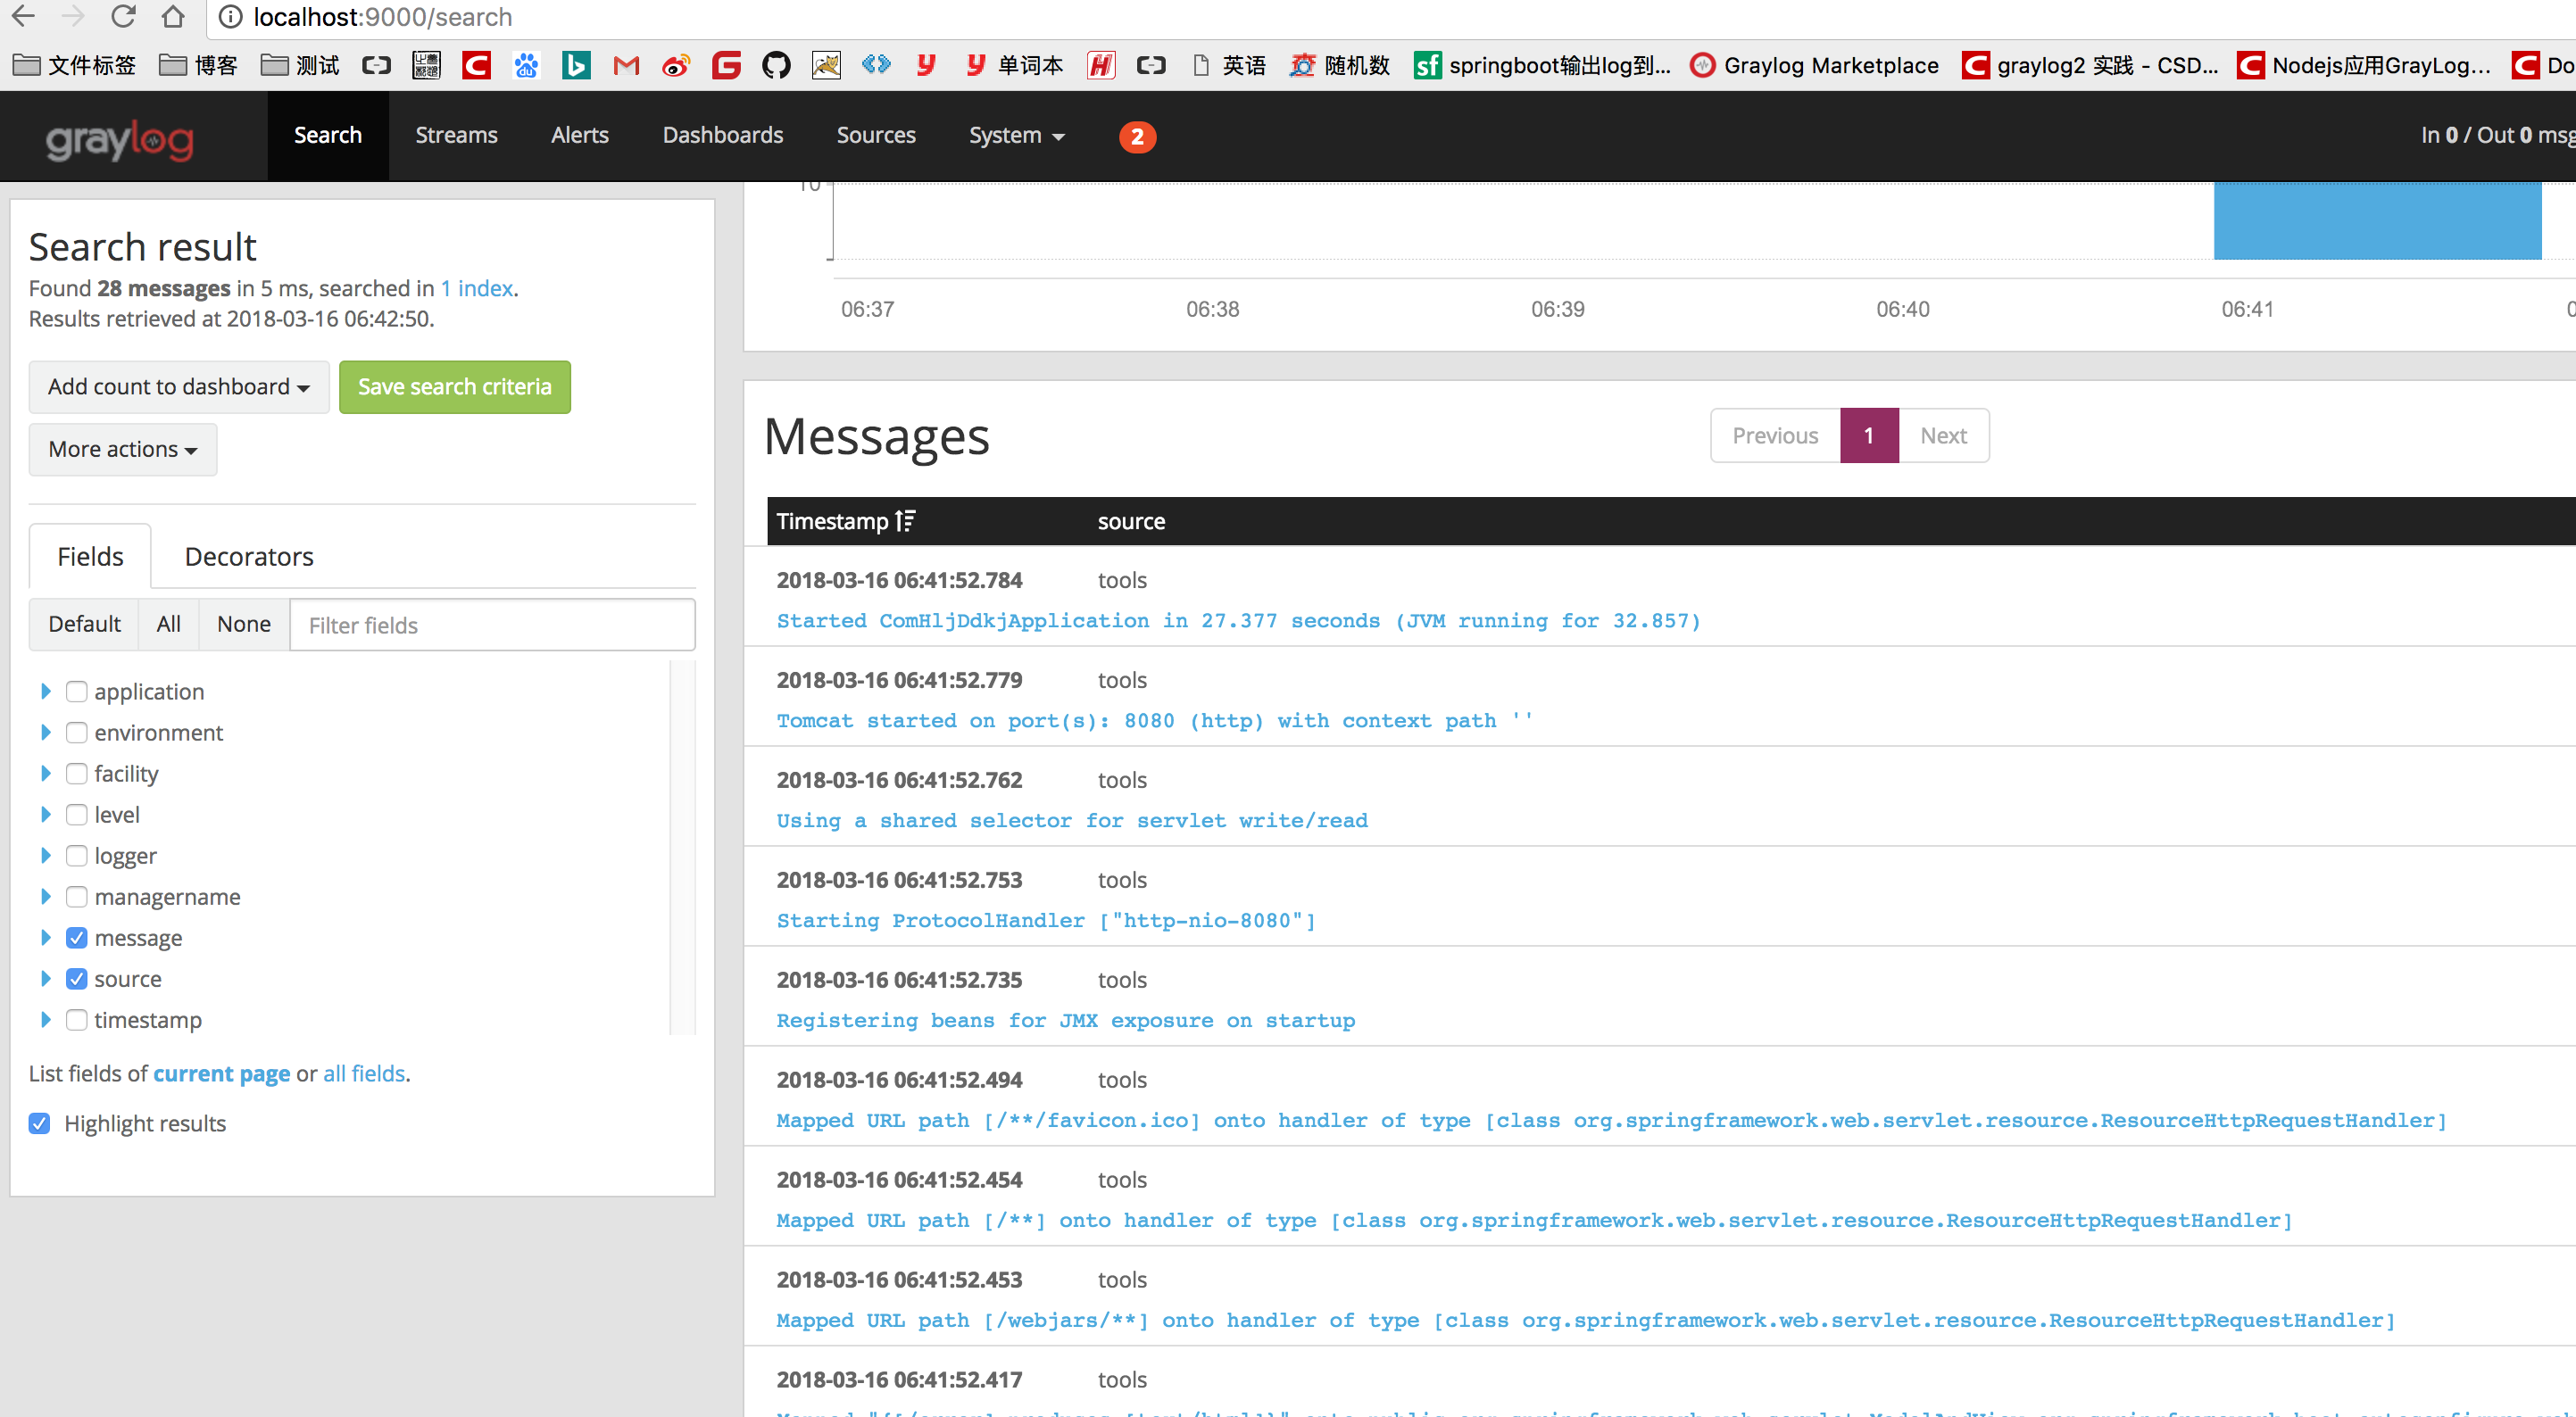 localhost:9000/search
文件标签 博客 测试 单词本 英语 随机数 springboot输出log到... Graylog Marketplace graylog2 实践 - CSD... Nodejs应用GrayLog... Do
graylog Search Streams Alerts Dashboards Sources System 2 In 0 / Out 0 msg
10
06:37 06:38 06:39 06:40 06:41
Search result
Found 28 messages in 5 ms, searched in 1 index.
Results retrieved at 2018-03-16 06:42:50.
Add count to dashboard Save search criteria
More actions
Fields Decorators
Default All None Filter fields
application
environment
facility
level
logger
managername
message
source
timestamp
List fields of current page or all fields.
Highlight results
Messages
Previous 1 Next
Timestamp source
2018-03-16 06:41:52.784 tools
Started ComHljDdkjApplication in 27.377 seconds (JVM running for 32.857)
2018-03-16 06:41:52.779 tools
Tomcat started on port(s): 8080 (http) with context path ''
2018-03-16 06:41:52.762 tools
Using a shared selector for servlet write/read
2018-03-16 06:41:52.753 tools
Starting ProtocolHandler ["http-nio-8080"]
2018-03-16 06:41:52.735 tools
Registering beans for JMX exposure on startup
2018-03-16 06:41:52.494 tools
Mapped URL path [/**/favicon.ico] onto handler of type [class org.springframework.web.servlet.resource.ResourceHttpRequestHandler]
2018-03-16 06:41:52.454 tools
Mapped URL path [/**] onto handler of type [class org.springframework.web.servlet.resource.ResourceHttpRequestHandler]
2018-03-16 06:41:52.453 tools
Mapped URL path [/webjars/**] onto handler of type [class org.springframework.web.servlet.resource.ResourceHttpRequestHandler]
2018-03-16 06:41:52.417 tools